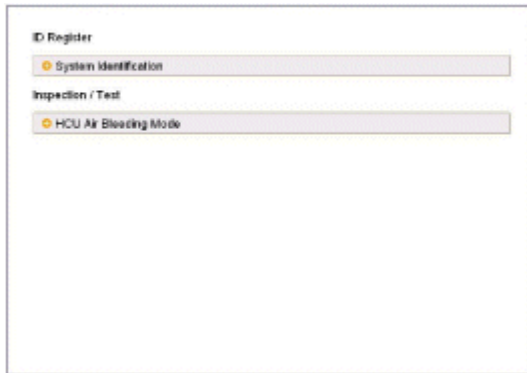 ID Register
System Identification
Inspection / Test
HCU Air Bleeding Mode